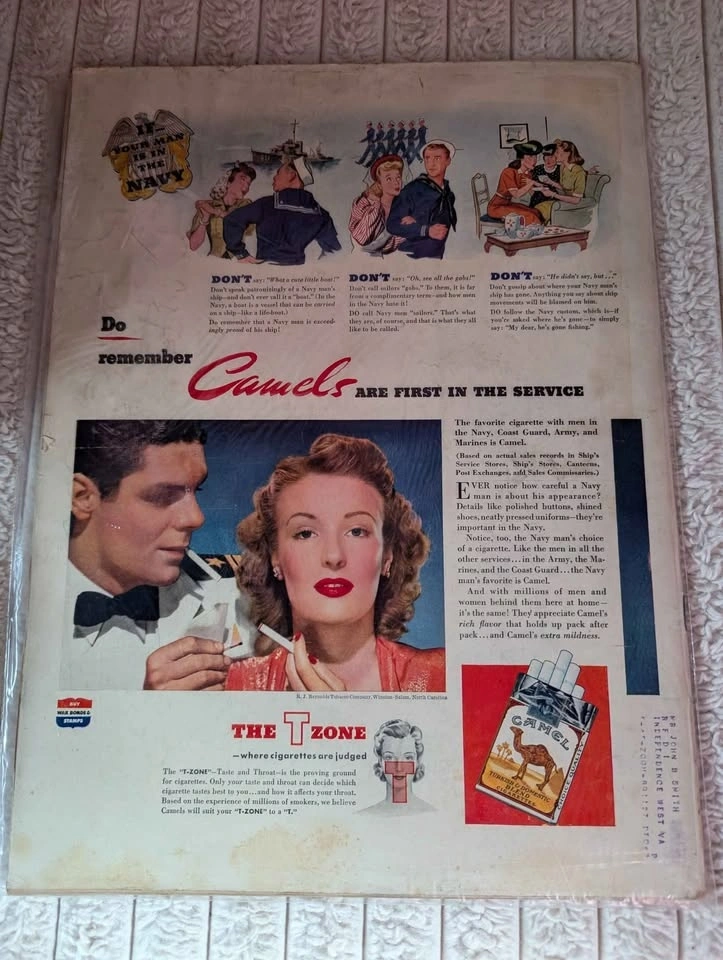 IF—
YOUR MAN
IS IN
THE
NAVY
DON'T say: "What a cute little boat!"
Don't speak patronizingly of a Navy man's
ship—and don't ever call it a "boat." (In the
Navy, a boat is a vessel that can be carried
on a ship—like a life-boat.)
Do remember that a Navy man is exceed-
ingly proud of his ship!
DON'T say: "Oh, see all the gobs!"
Don't call sailors "gobs." To them, it is far
from a complimentary term—and how men
in the Navy hate it!
DO call Navy men "sailors." That's what
they are, of course, and that is what they all
like to be called.
DON'T say: "He didn't say, but..."
Don't gossip about where your Navy man's
ship has gone. Anything you say about ship
movements will be blamed on him.
DO follow the Navy custom, which is—if
you're asked where he's gone—to simply
say: "My dear, he's gone fishing."
Do
remember
Camels ARE FIRST IN THE SERVICE
The favorite cigarette with men in
the Navy, Coast Guard, Army, and
Marines is Camel.
(Based on actual sales records in Ship's
Service Stores, Ship's Stores, Canteens,
Post Exchanges, and Sales Commissaries.)
EVER notice how careful a Navy
man is about his appearance?
Details like polished buttons, shined
shoes, neatly pressed uniforms—they're
important in the Navy.
Notice, too, the Navy man's choice
of a cigarette. Like the men in all the
other services...in the Army, the Ma-
rines, and the Coast Guard...the Navy
man's favorite is Camel.
And with millions of men and
women behind them here at home—
it's the same! They appreciate Camel's
rich flavor that holds up pack after
pack...and Camel's extra mildness.
R. J. Reynolds Tobacco Company, Winston-Salem, North Carolina
BUY
WAR BONDS &
STAMPS
THE T ZONE
—where cigarettes are judged
The "T-ZONE"—Taste and Throat—is the proving ground
for cigarettes. Only your taste and throat can decide which
cigarette tastes best to you...and how it affects your throat.
Based on the experience of millions of smokers, we believe
Camels will suit your "T-ZONE" to a "T."
CAMEL
TURKISH & DOMESTIC
BLEND
CIGARETTES
JOHN B SMITH
R F D
INDEPENDENCE WEST VA